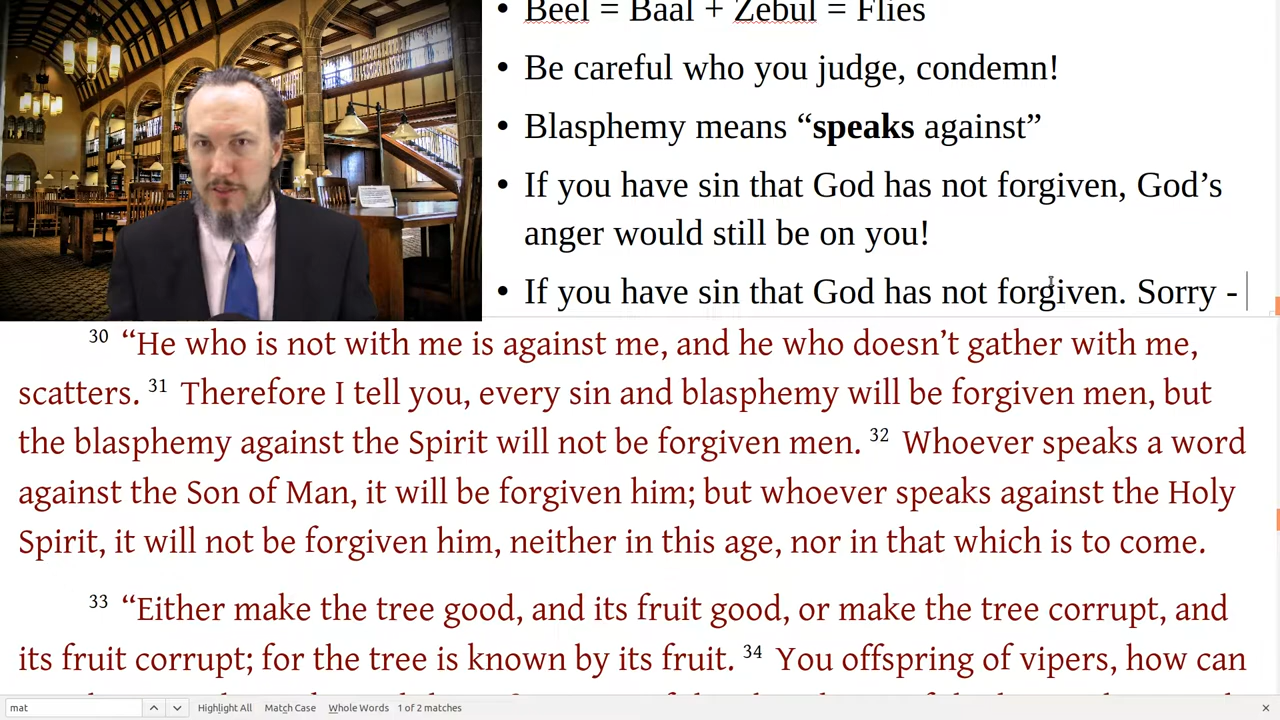 • Beel = Baal + Zebul = Flies
• Be careful who you judge, condemn!
• Blasphemy means “speaks against”
• If you have sin that God has not forgiven, God’s
anger would still be on you!
• If you have sin that God has not forgiven. Sorry -
30 “He who is not with me is against me, and he who doesn’t gather with me,
scatters. 31 Therefore I tell you, every sin and blasphemy will be forgiven men, but
the blasphemy against the Spirit will not be forgiven men. 32 Whoever speaks a word
against the Son of Man, it will be forgiven him; but whoever speaks against the Holy
Spirit, it will not be forgiven him, neither in this age, nor in that which is to come.
33 “Either make the tree good, and its fruit good, or make the tree corrupt, and
its fruit corrupt; for the tree is known by its fruit. 34 You offspring of vipers, how can
mat Highlight All Match Case Whole Words 1 of 2 matches